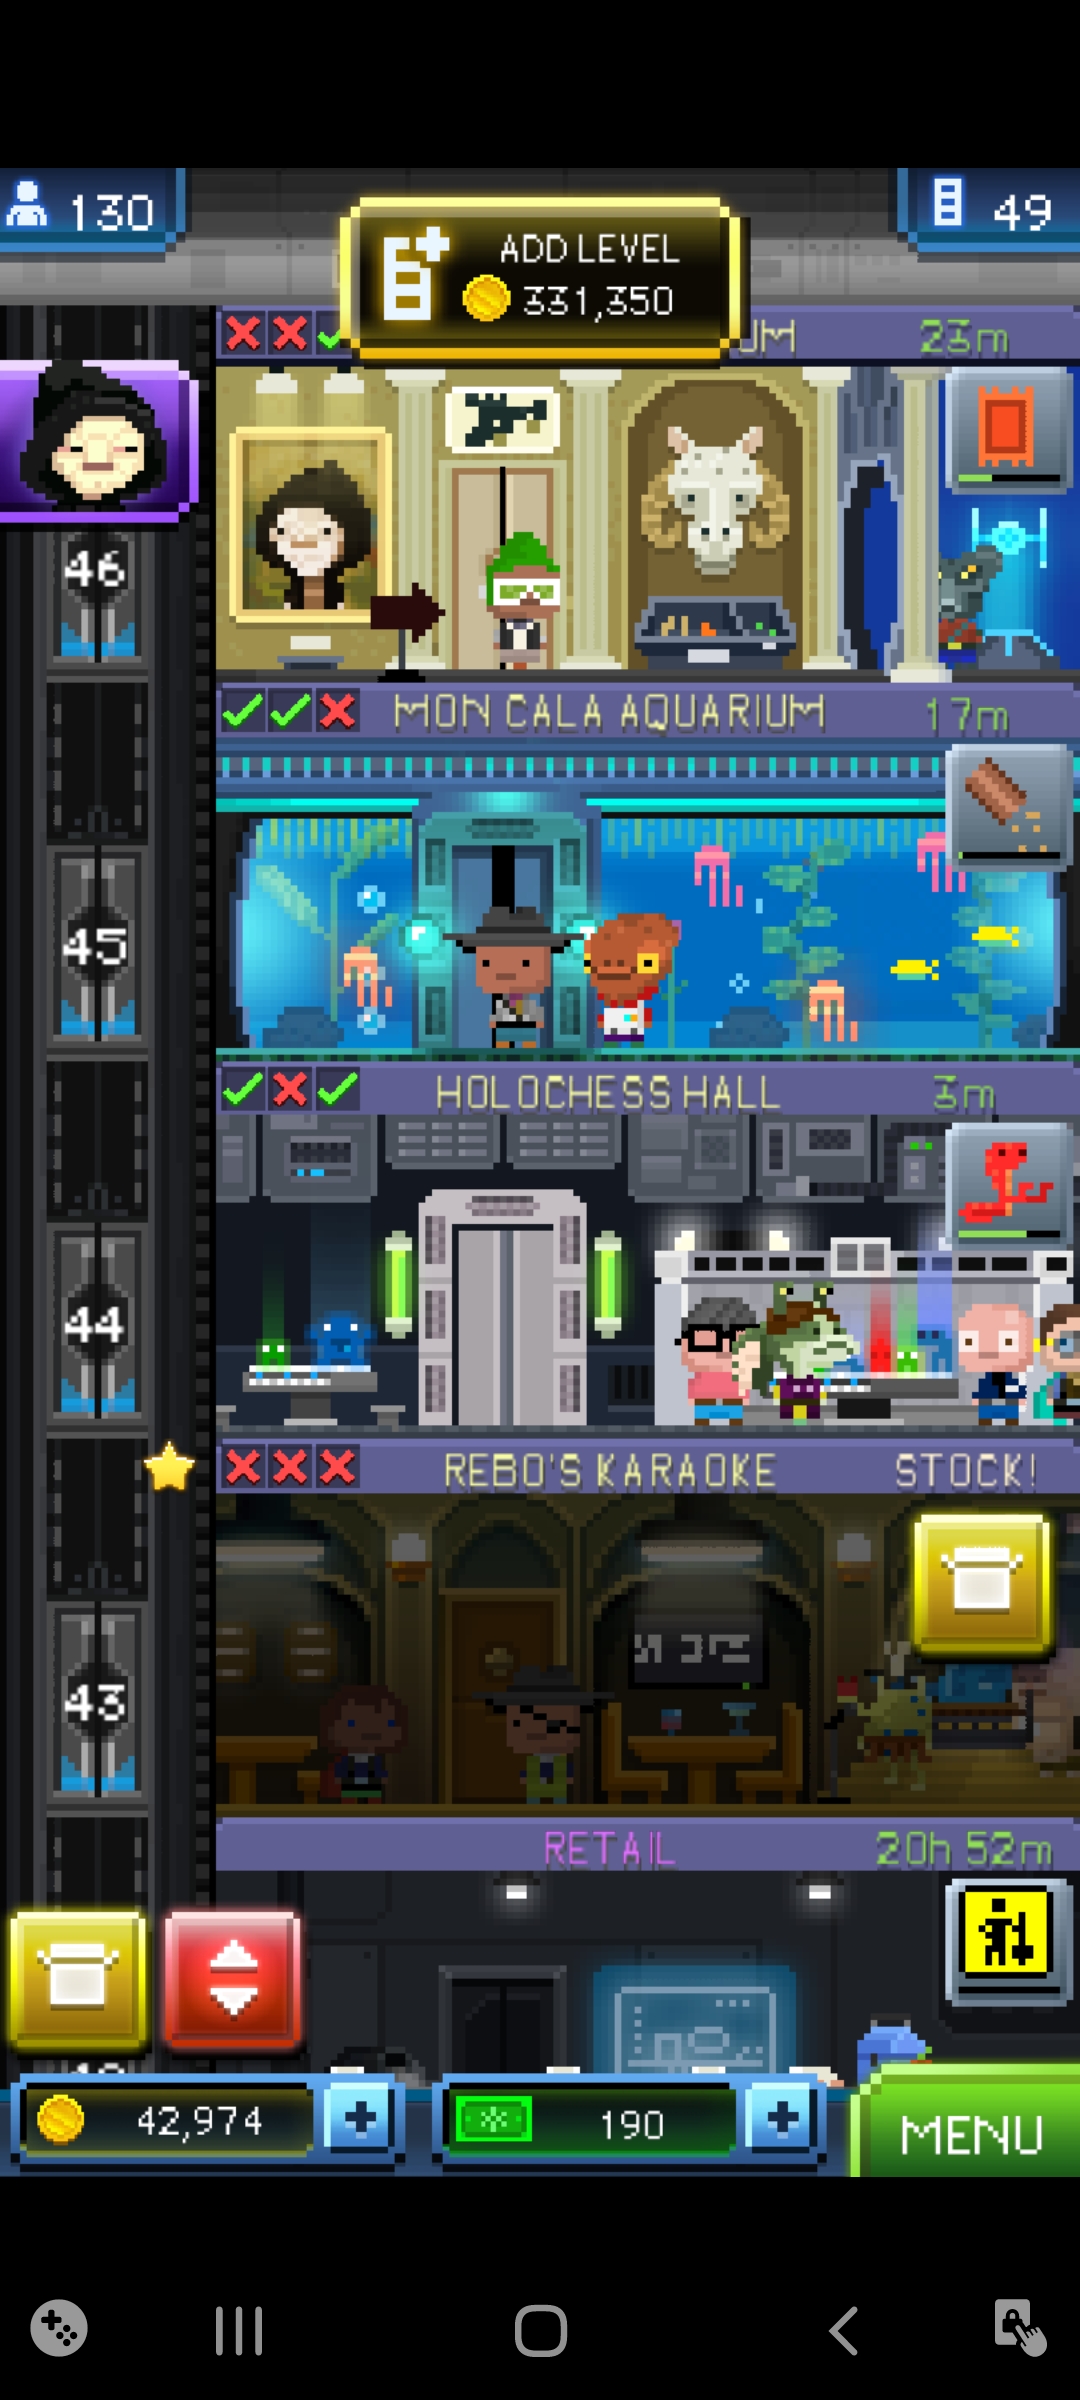 130
49
ADD LEVEL
331,350
UM 23m
46
MON CALA AQUARIUM 17m
45
HOLOCHESS HALL 3m
44
REBO'S KARAOKE STOCK!
43
RETAIL 20h 52m
42,974
190
MENU